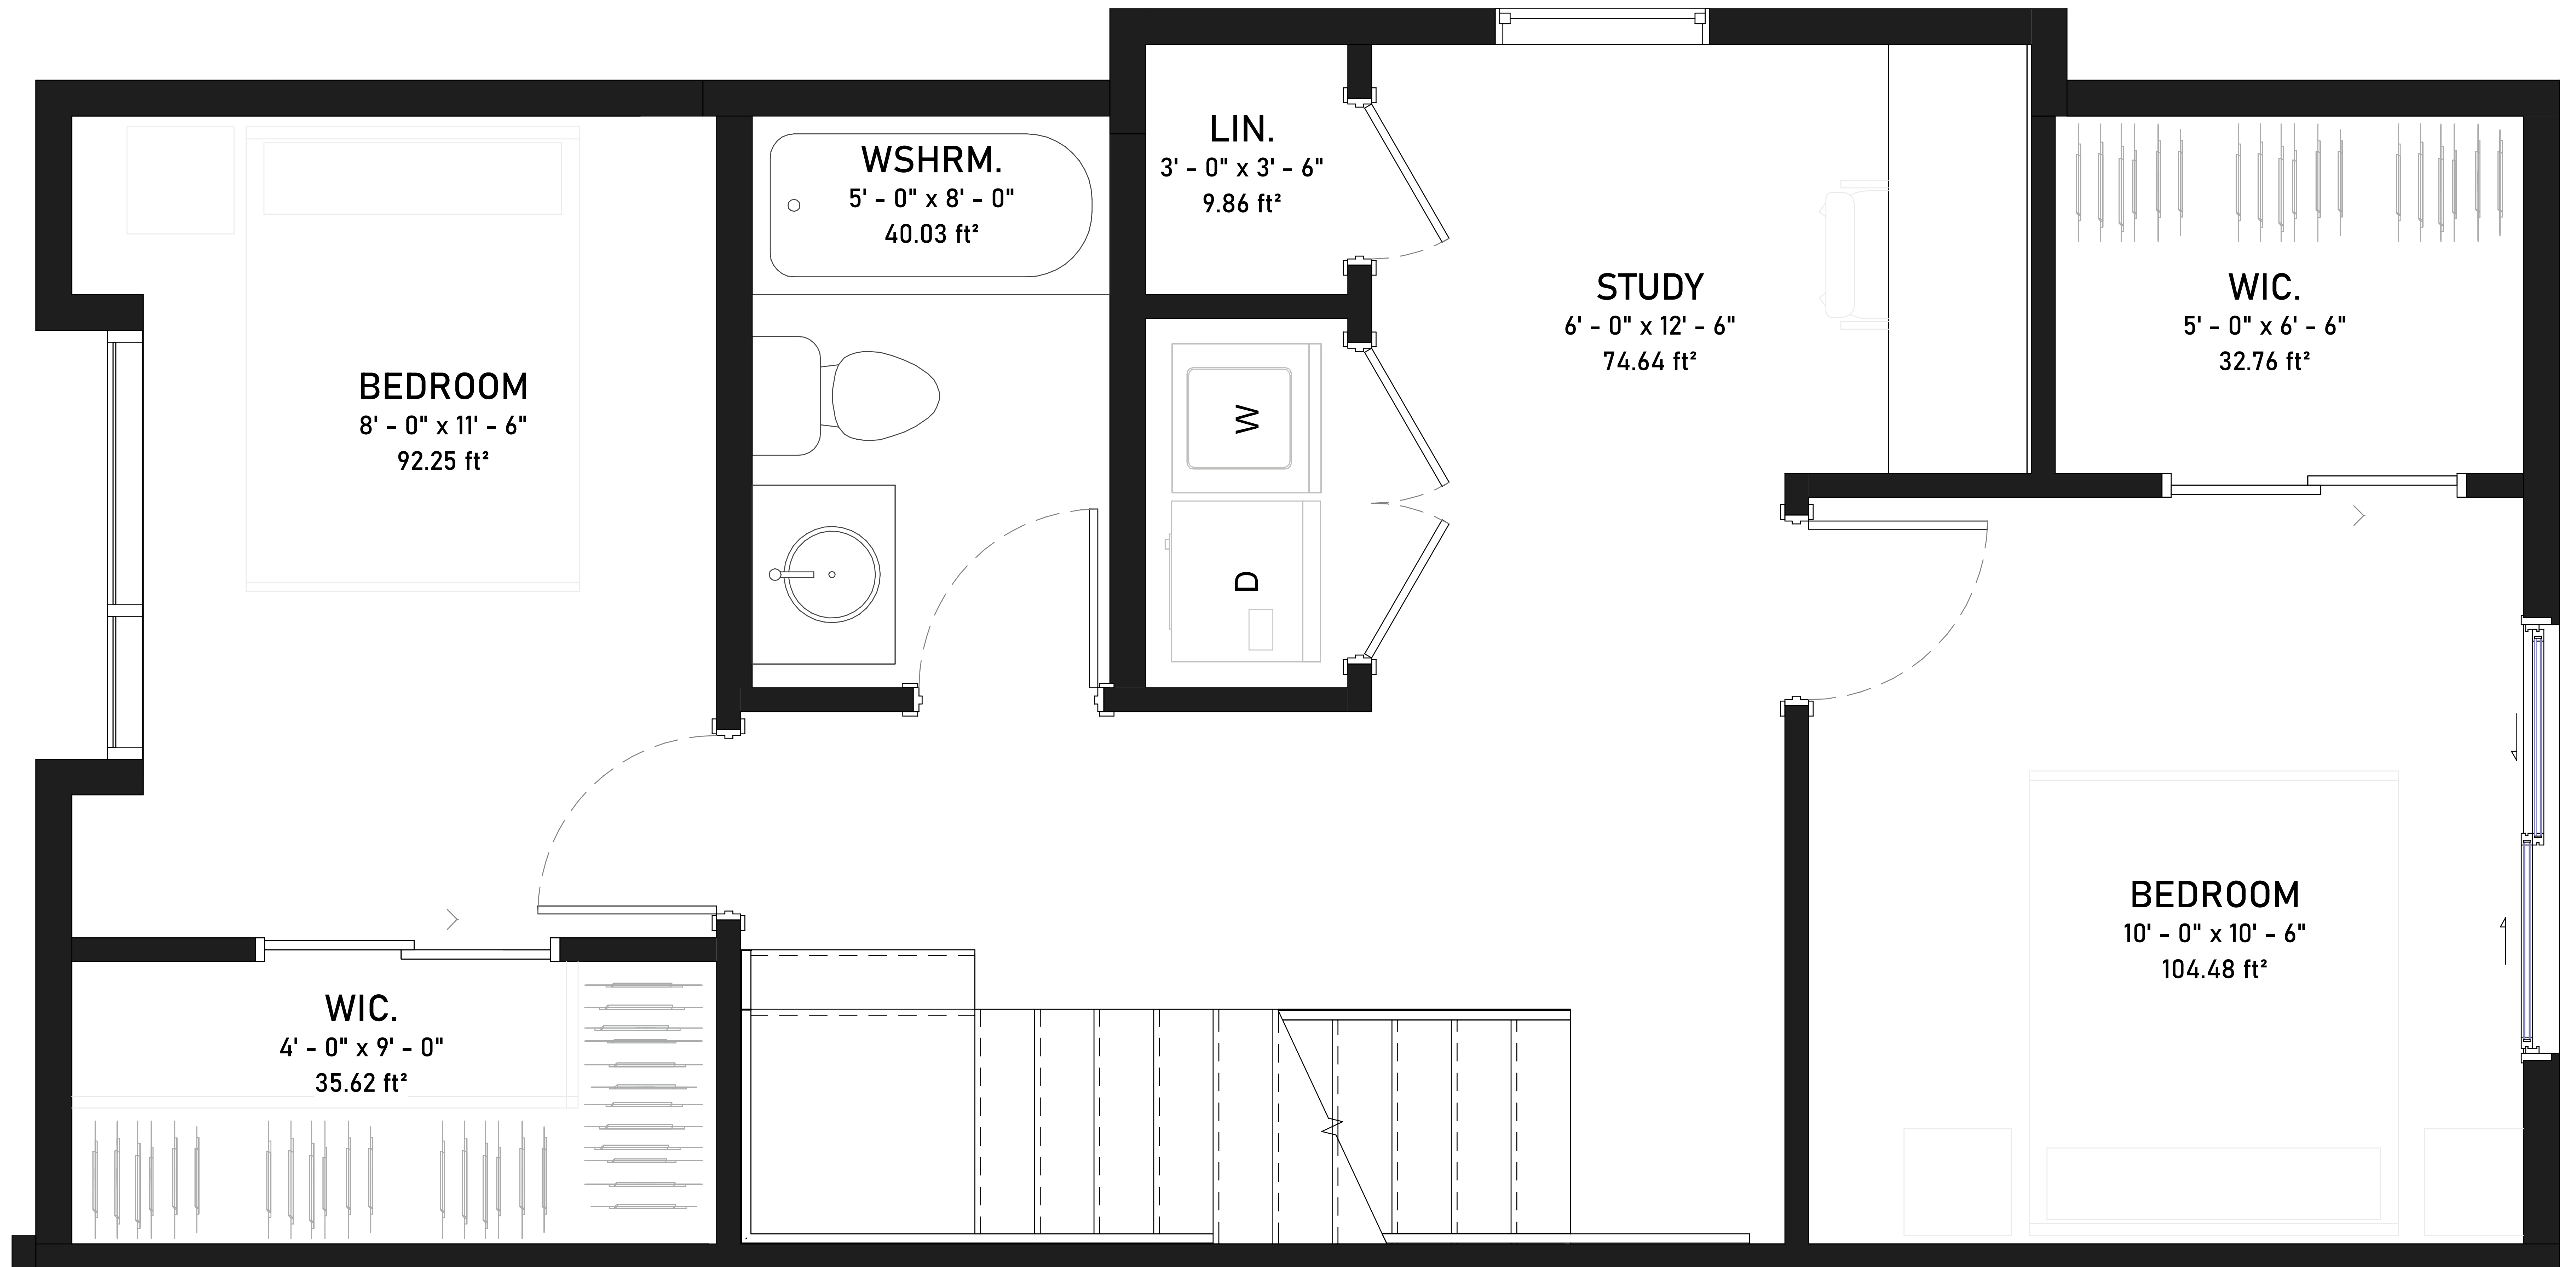 LIN.
3' - 0" x 3' - 6"
9.86 ft²
WSHRM.
5' - 0" x 8' - 0"
40.03 ft²
STUDY
6' - 0" x 12' - 6"
74.64 ft²
WIC.
5' - 0" x 6' - 6"
32.76 ft²
BEDROOM
8' - 0" x 11' - 6"
92.25 ft²
W
D
BEDROOM
10' - 0" x 10' - 6"
104.48 ft²
WIC.
4' - 0" x 9' - 0"
35.62 ft²